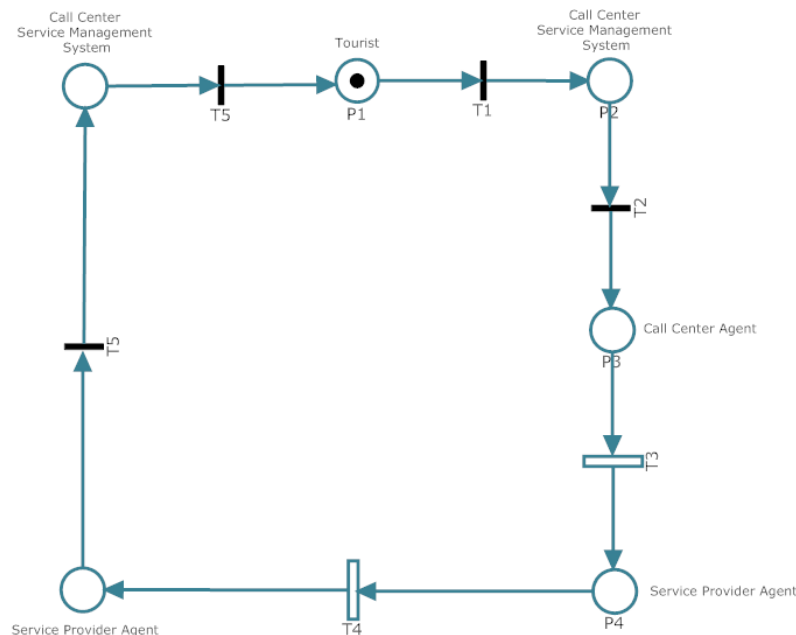 Call Center
Service Management
System
Tourist
Call Center
Service Management
System
T5
P1
T1
P2
T2
Call Center Agent
P3
T5
T3
Service Provider Agent
Service Provider Agent
T4
P4